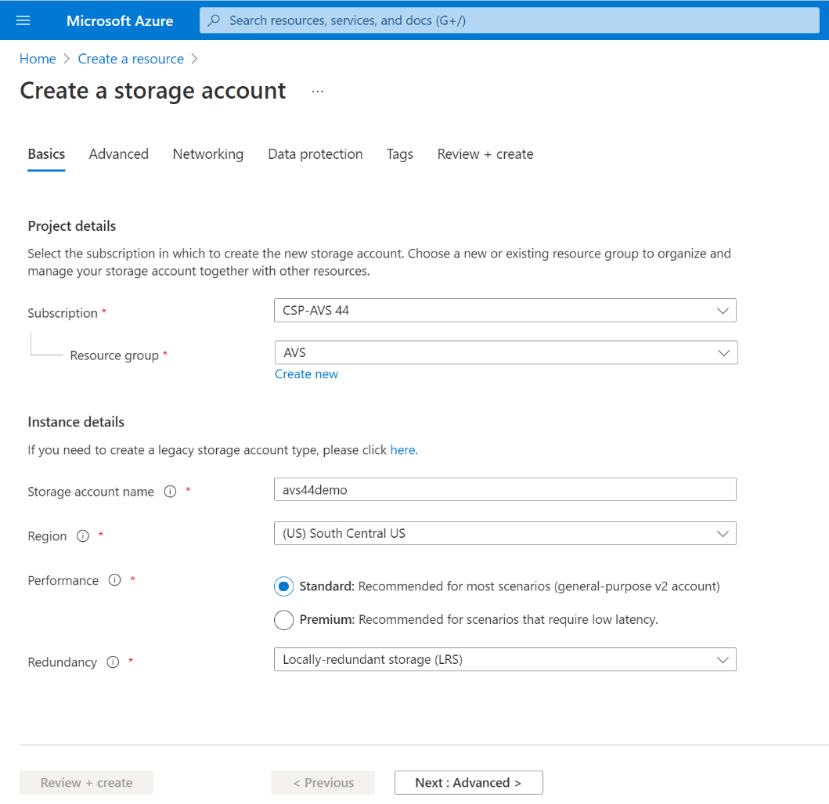 Microsoft Azure Search resources, services, and docs (G+/)
Home > Create a resource >
Create a storage account ...
Basics Advanced Networking Data protection Tags Review + create
Project details
Select the subscription in which to create the new storage account. Choose a new or existing resource group to organize and
manage your storage account together with other resources.
Subscription * CSP-AVS 44
Resource group * AVS
Create new
Instance details
If you need to create a legacy storage account type, please click here.
Storage account name * avs44demo
Region * (US) South Central US
Performance * Standard: Recommended for most scenarios (general-purpose v2 account)
Premium: Recommended for scenarios that require low latency.
Redundancy * Locally-redundant storage (LRS)
Review + create < Previous Next : Advanced >